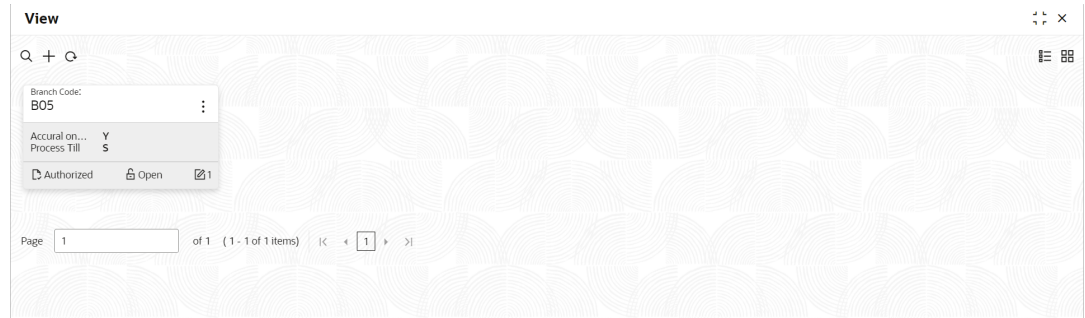 View
Branch Code:
B05
Accural on... Y
Process Till S
Authorized Open 1
Page 1 of 1 ( 1 - 1 of 1 items) 1